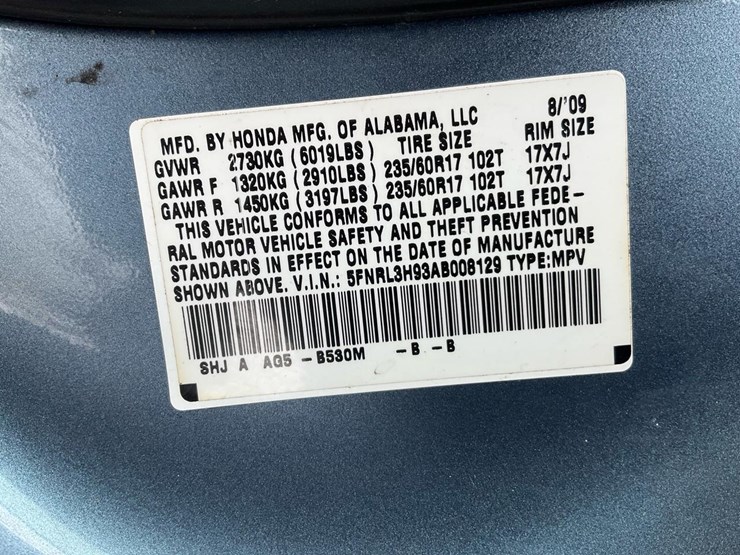 MFD. BY HONDA MFG. OF ALABAMA, LLC 8/'09
GVWR 2730KG (6019LBS) TIRE SIZE RIM SIZE
GAWR F 1320KG (2910LBS) 235/60R17 102T 17X7J
GAWR R 1450KG (3197LBS) 235/60R17 102T 17X7J
THIS VEHICLE CONFORMS TO ALL APPLICABLE FEDE-
RAL MOTOR VEHICLE SAFETY AND THEFT PREVENTION
STANDARDS IN EFFECT ON THE DATE OF MANUFACTURE
SHOWN ABOVE. V.I.N.: 5FNRL3H93AB008129 TYPE:MPV
SHJ A AG5 -B530M -B -B